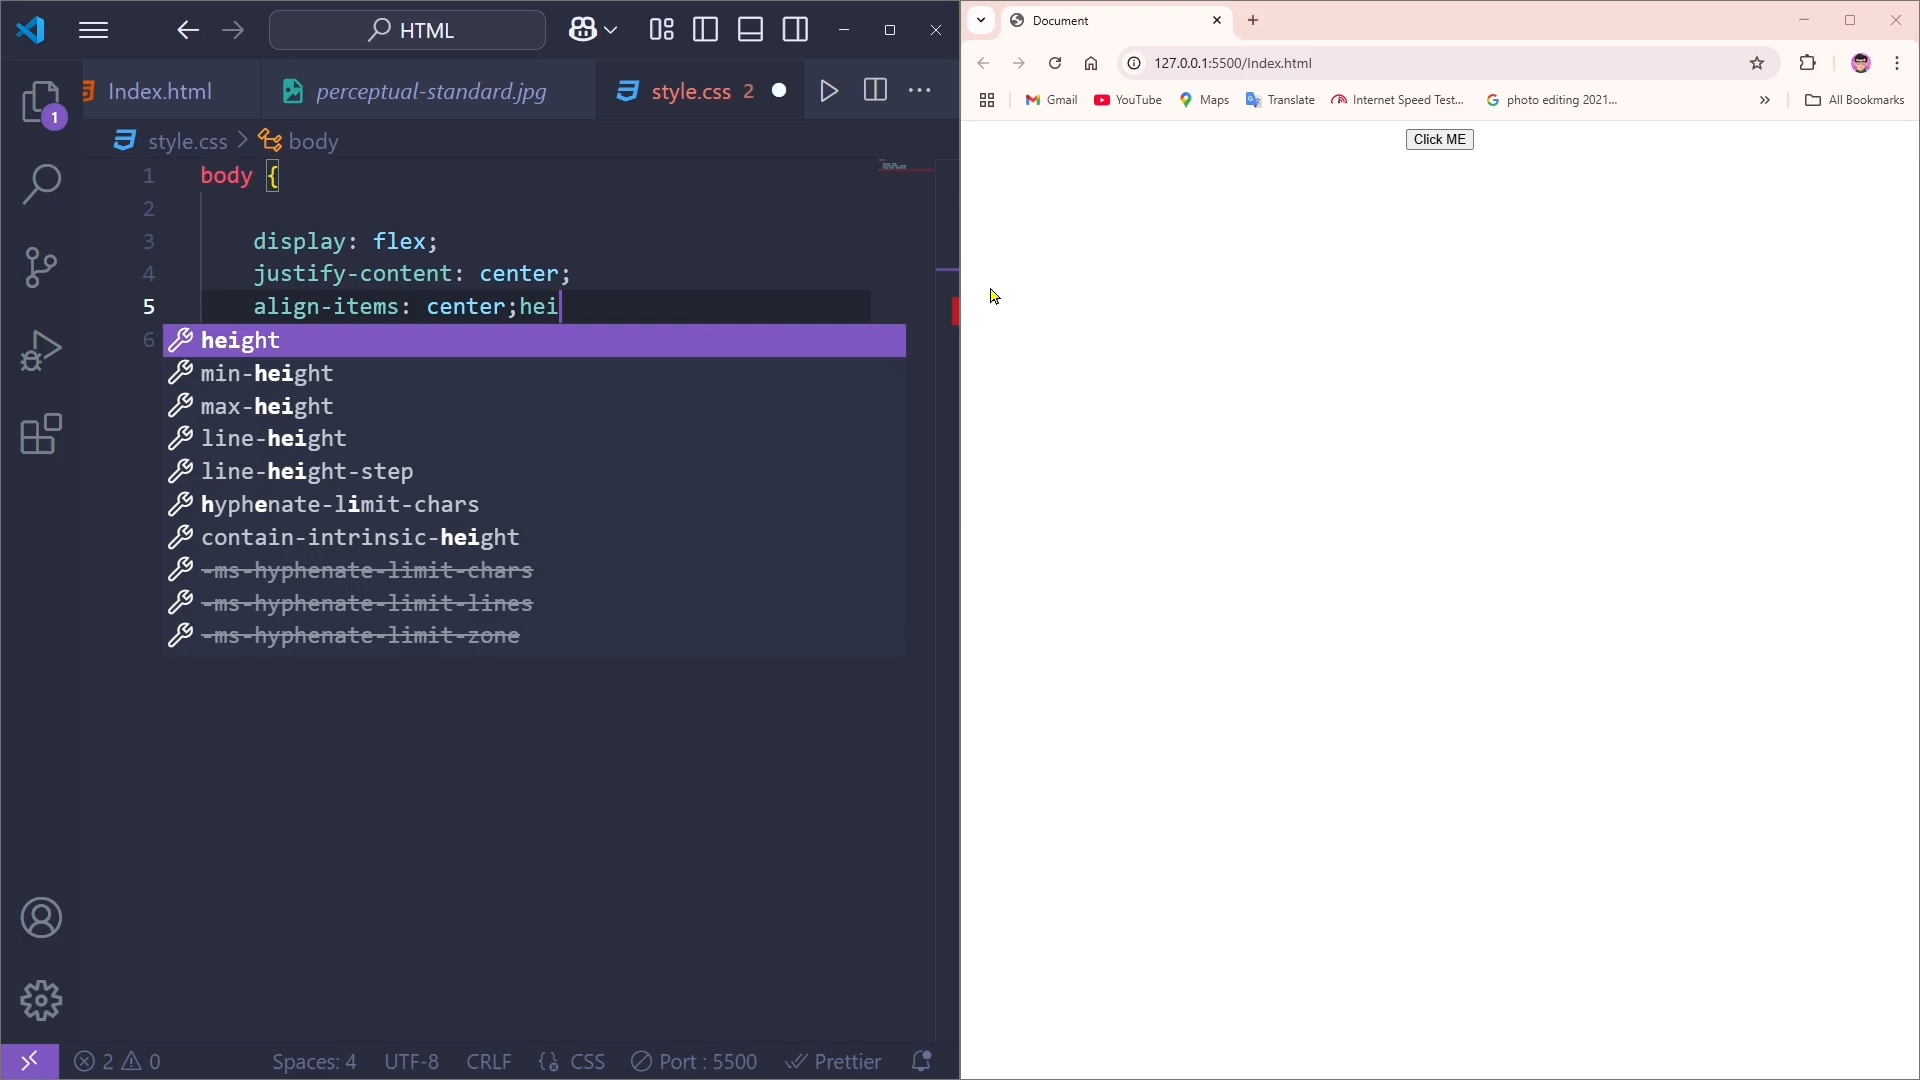 HTML
Index.html
perceptual-standard.jpg
style.css 2
1
style.css > body
1 body {
2
3 display: flex;
4 justify-content: center;
5 align-items: center;hei
6
height
min-height
max-height
line-height
line-height-step
hyphenate-limit-chars
contain-intrinsic-height
-ms-hyphenate-limit-chars
-ms-hyphenate-limit-lines
-ms-hyphenate-limit-zone
2 0 Spaces: 4 UTF-8 CRLF CSS Port : 5500 Prettier
Document
127.0.0.1:5500/Index.html
Gmail YouTube Maps Translate Internet Speed Test... photo editing 2021... All Bookmarks
Click ME